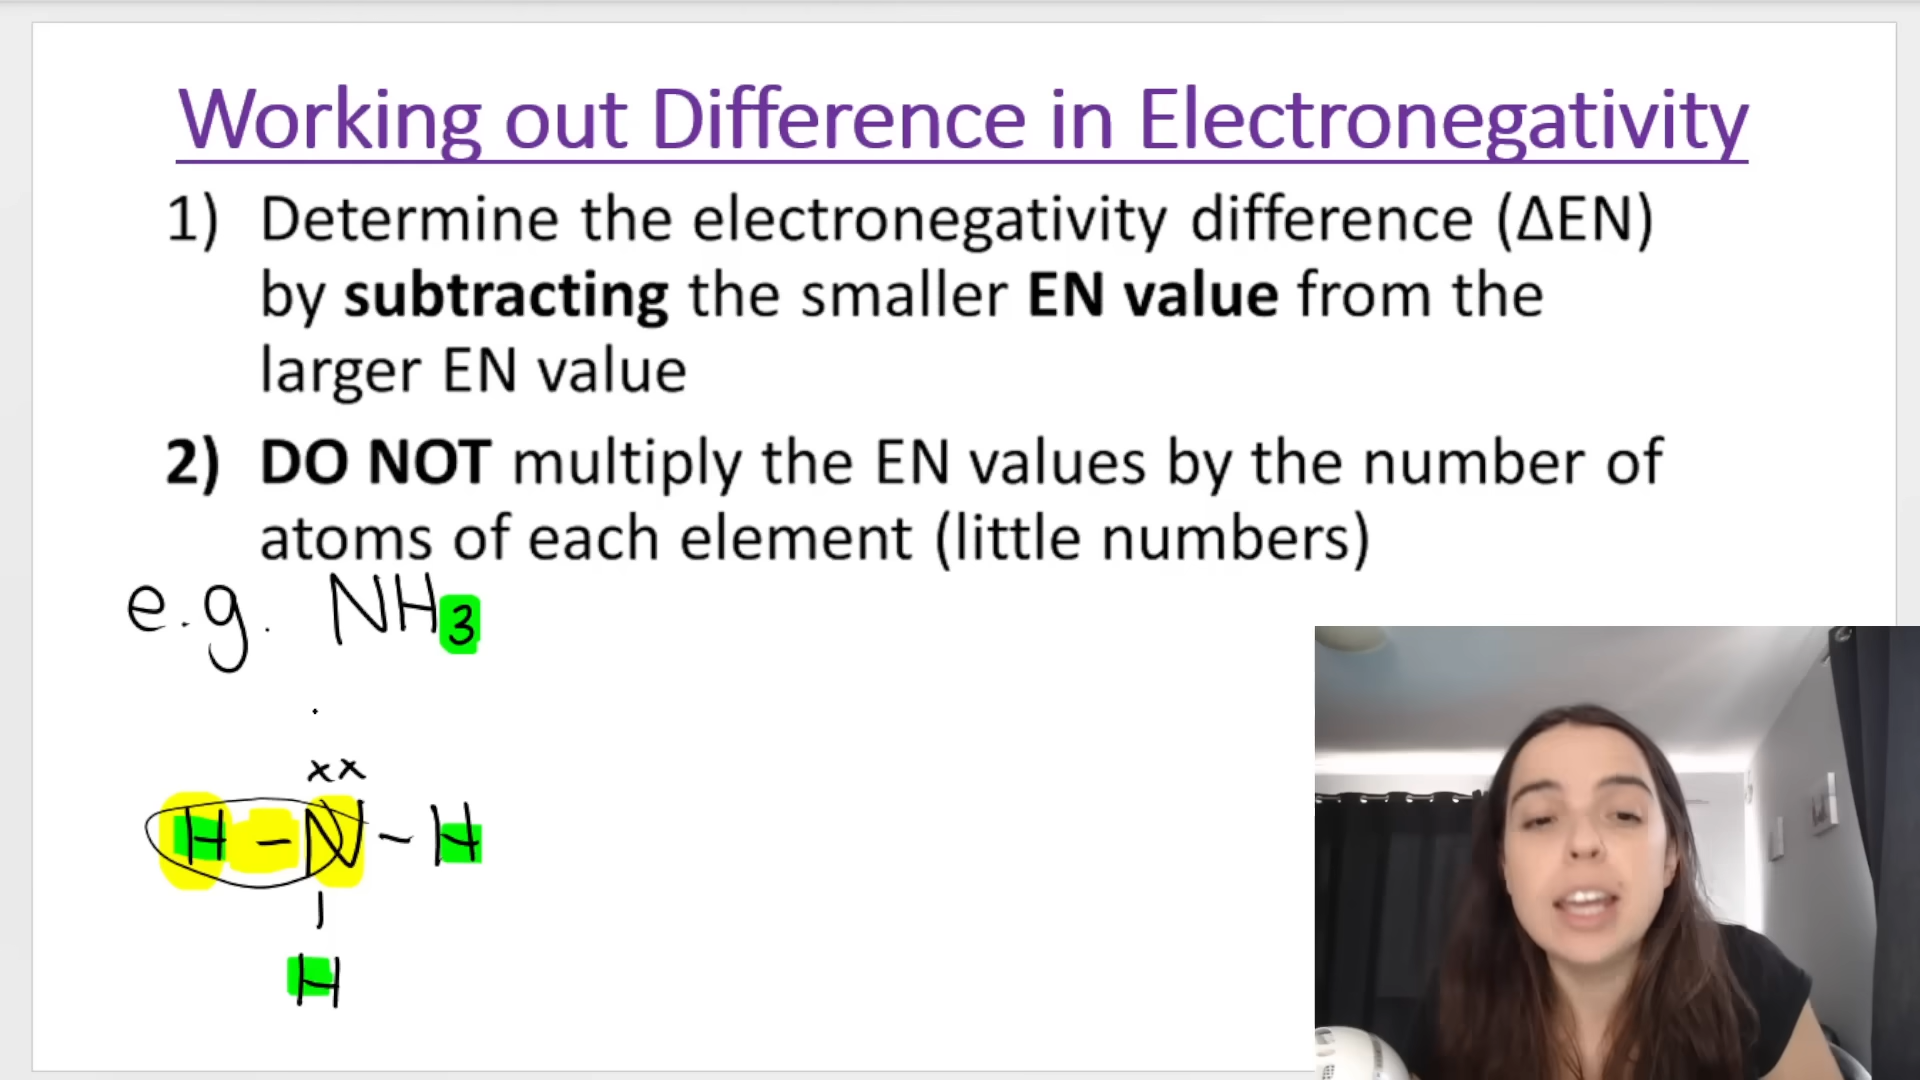 Working out Difference in Electronegativity
1) Determine the electronegativity difference (ΔEN)
by subtracting the smaller EN value from the
larger EN value
2) DO NOT multiply the EN values by the number of
atoms of each element (little numbers)
e.g. NH3
xx
H-N-H
|
H